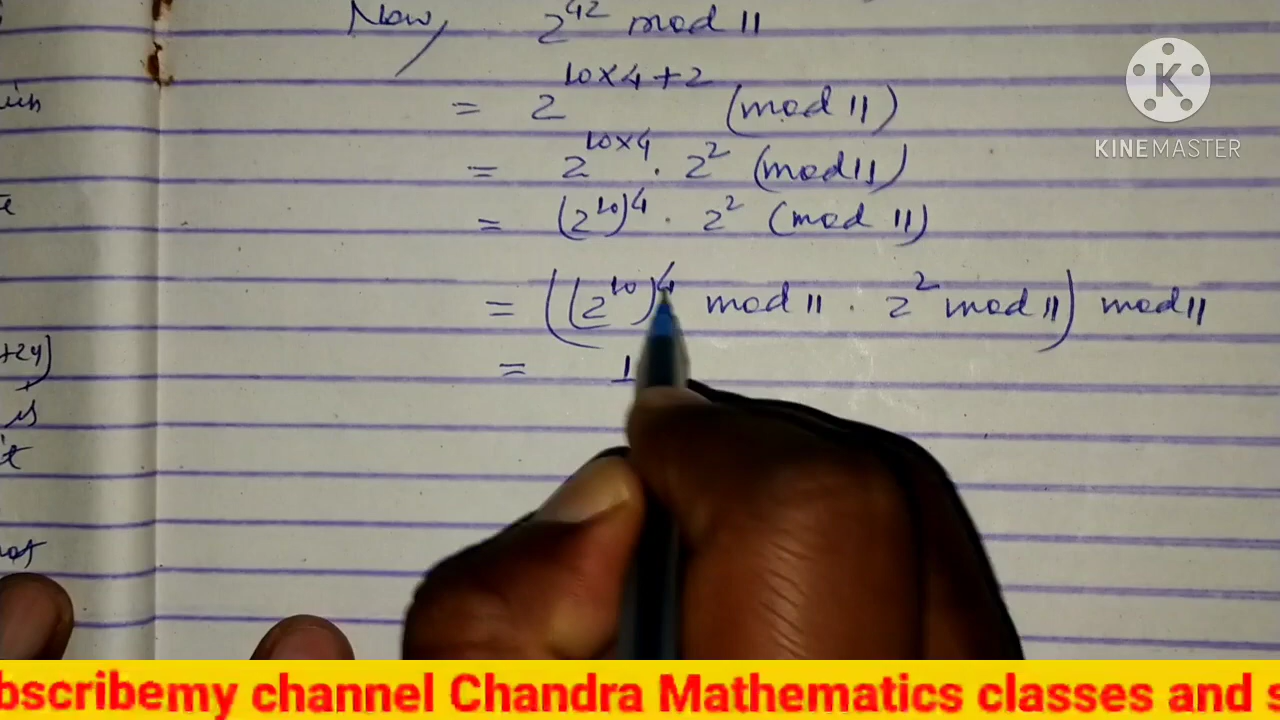 Now, 2^42 mod 11
= 2^10×4+2 (mod 11)
= 2^10×4 . 2^2 (mod 11)
= (2^10)^4 . 2^2 (mod 11)
= ((2^10)^4 mod 11 . 2^2 mod 11) mod 11
= 1
+24)
is
KINEMASTER
bscribemy channel Chandra Mathematics classes and s